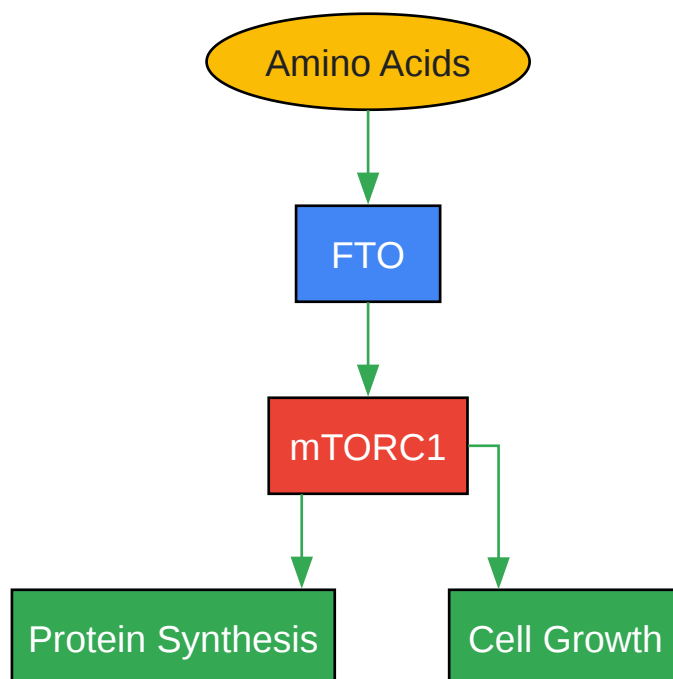 Amino Acids
FTO
mTORC1
Protein Synthesis
Cell Growth